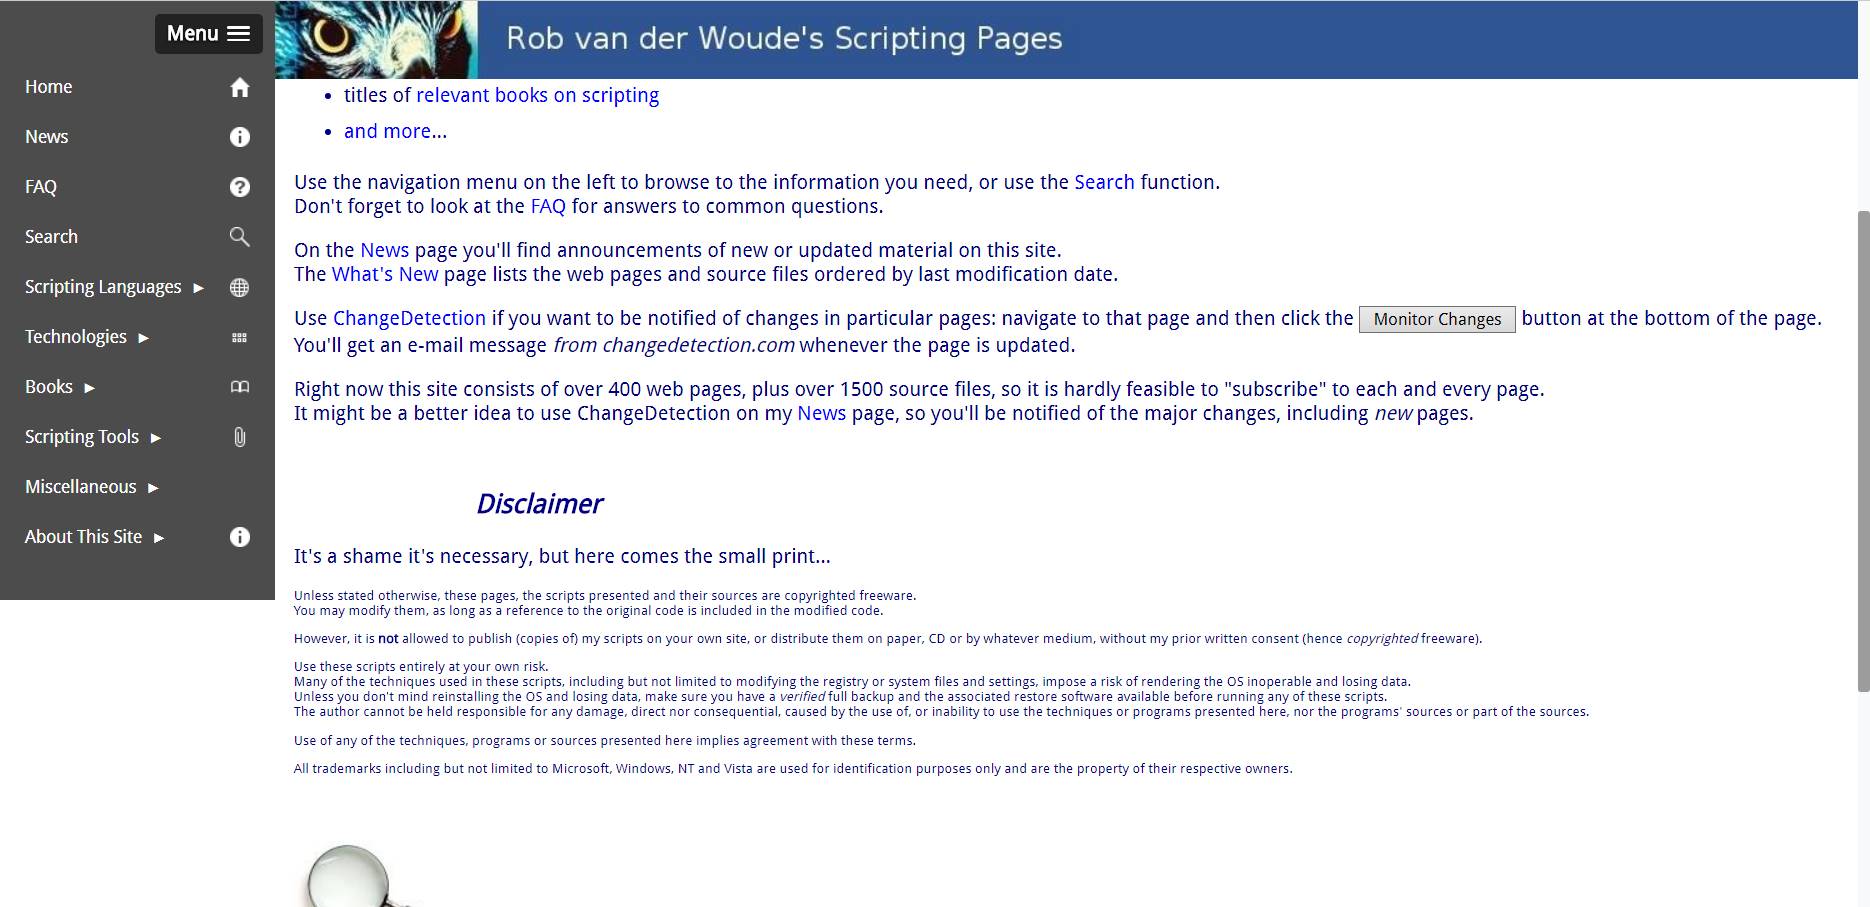 Menu
Home
News
FAQ
Search
Scripting Languages ►
Technologies ►
Books ►
Scripting Tools ►
Miscellaneous ►
About This Site ►
Rob van der Woude's Scripting Pages
• titles of relevant books on scripting
• and more...
Use the navigation menu on the left to browse to the information you need, or use the Search function.
Don't forget to look at the FAQ for answers to common questions.
On the News page you'll find announcements of new or updated material on this site.
The What's New page lists the web pages and source files ordered by last modification date.
Use ChangeDetection if you want to be notified of changes in particular pages: navigate to that page and then click the Monitor Changes button at the bottom of the page.
You'll get an e-mail message from changedetection.com whenever the page is updated.
Right now this site consists of over 400 web pages, plus over 1500 source files, so it is hardly feasible to "subscribe" to each and every page.
It might be a better idea to use ChangeDetection on my News page, so you'll be notified of the major changes, including new pages.
Disclaimer
It's a shame it's necessary, but here comes the small print...
Unless stated otherwise, these pages, the scripts presented and their sources are copyrighted freeware.
You may modify them, as long as a reference to the original code is included in the modified code.
However, it is not allowed to publish (copies of) my scripts on your own site, or distribute them on paper, CD or by whatever medium, without my prior written consent (hence copyrighted freeware).
Use these scripts entirely at your own risk.
Many of the techniques used in these scripts, including but not limited to modifying the registry or system files and settings, impose a risk of rendering the OS inoperable and losing data.
Unless you don't mind reinstalling the OS and losing data, make sure you have a verified full backup and the associated restore software available before running any of these scripts.
The author cannot be held responsible for any damage, direct nor consequential, caused by the use of, or inability to use the techniques or programs presented here, nor the programs' sources or part of the sources.
Use of any of the techniques, programs or sources presented here implies agreement with these terms.
All trademarks including but not limited to Microsoft, Windows, NT and Vista are used for identification purposes only and are the property of their respective owners.